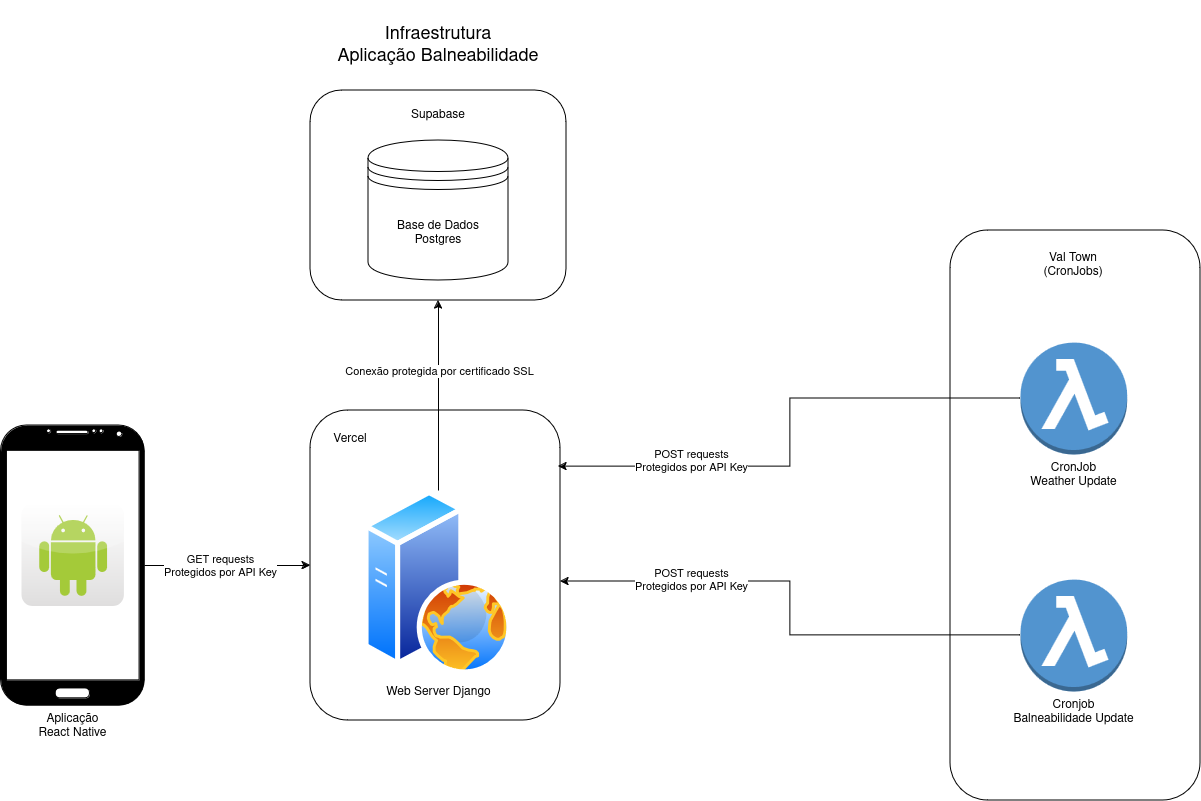 Infraestrutura
Aplicação Balneabilidade
Supabase
Base de Dados
Postgres
Conexão protegida por certificado SSL
Vercel
Web Server Django
GET requests
Protegidos por API Key
Aplicação
React Native
POST requests
Protegidos por API Key
POST requests
Protegidos por API Key
Val Town
(CronJobs)
CronJob
Weather Update
Cronjob
Balneabilidade Update